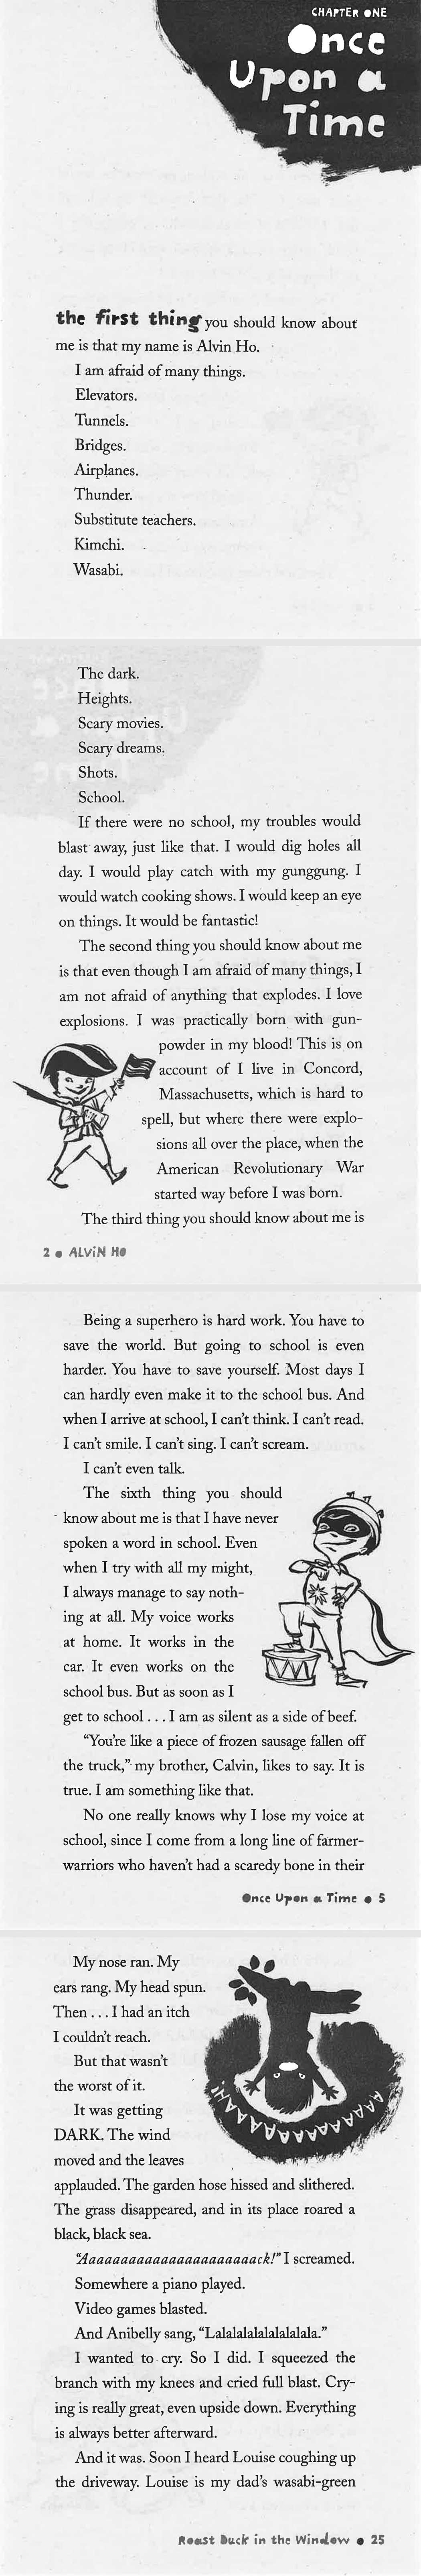 CHAPTER ONE
Once
Upon a
Time
the first thing you should know about
me is that my name is Alvin Ho.
I am afraid of many things.
Elevators.
Tunnels.
Bridges.
Airplanes.
Thunder.
Substitute teachers.
Kimchi.
Wasabi.
The dark.
Heights.
Scary movies.
Scary dreams.
Shots.
School.
If there were no school, my troubles would
blast away, just like that. I would dig holes all
day. I would play catch with my gunggung. I
would watch cooking shows. I would keep an eye
on things. It would be fantastic!
The second thing you should know about me
is that even though I am afraid of many things, I
am not afraid of anything that explodes. I love
explosions. I was practically born with gun-
powder in my blood! This is on
account of I live in Concord,
Massachusetts, which is hard to
spell, but where there were explo-
sions all over the place, when the
American Revolutionary War
started way before I was born.
The third thing you should know about me is
2 • ALViN HO
Being a superhero is hard work. You have to
save the world. But going to school is even
harder. You have to save yourself. Most days I
can hardly even make it to the school bus. And
when I arrive at school, I can't think. I can't read.
I can't smile. I can't sing. I can't scream.
I can't even talk.
The sixth thing you should
know about me is that I have never
spoken a word in school. Even
when I try with all my might,
I always manage to say noth-
ing at all. My voice works
at home. It works in the
car. It even works on the
school bus. But as soon as I
get to school . . . I am as silent as a side of beef.
"You're like a piece of frozen sausage fallen off
the truck," my brother, Calvin, likes to say. It is
true. I am something like that.
No one really knows why I lose my voice at
school, since I come from a long line of farmer-
warriors who haven't had a scaredy bone in their
Once Upon a Time • 5
My nose ran. My
ears rang. My head spun.
Then . . . I had an itch
I couldn't reach.
But that wasn't
the worst of it.
It was getting
DARK. The wind
moved and the leaves
applauded. The garden hose hissed and slithered.
The grass disappeared, and in its place roared a
black, black sea.
"Aaaaaaaaaaaaaaaaaaaaaack!" I screamed.
Somewhere a piano played.
Video games blasted.
And Anibelly sang, "Lalalalalalalalalala."
I wanted to cry. So I did. I squeezed the
branch with my knees and cried full blast. Cry-
ing is really great, even upside down. Everything
is always better afterward.
And it was. Soon I heard Louise coughing up
the driveway. Louise is my dad's wasabi-green
Roast Duck in the Window • 25